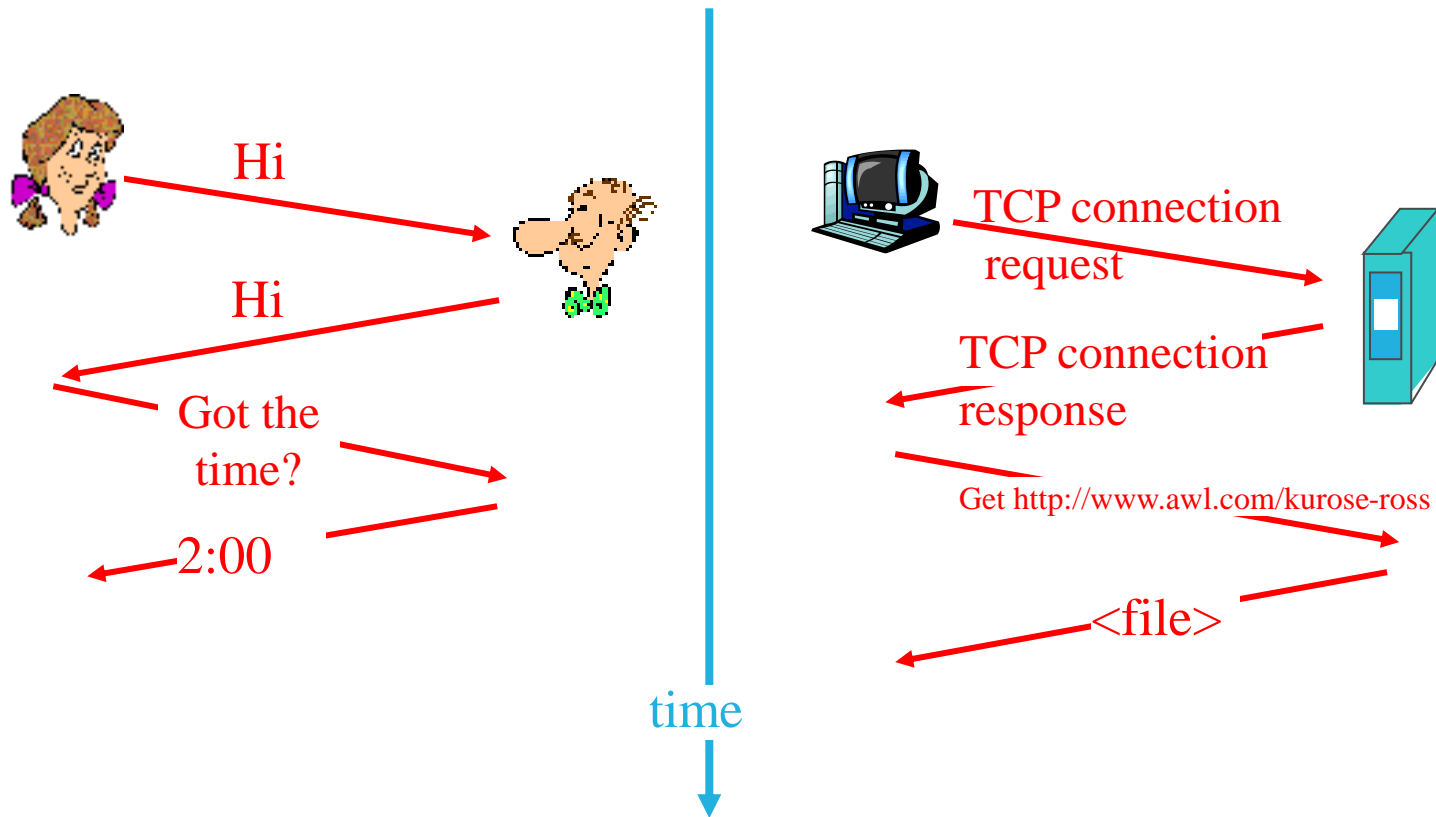 Hi
Hi
Got the
time?
2:00
TCP connection
request
TCP connection
response
Get http://www.awl.com/kurose-ross
<file>
time